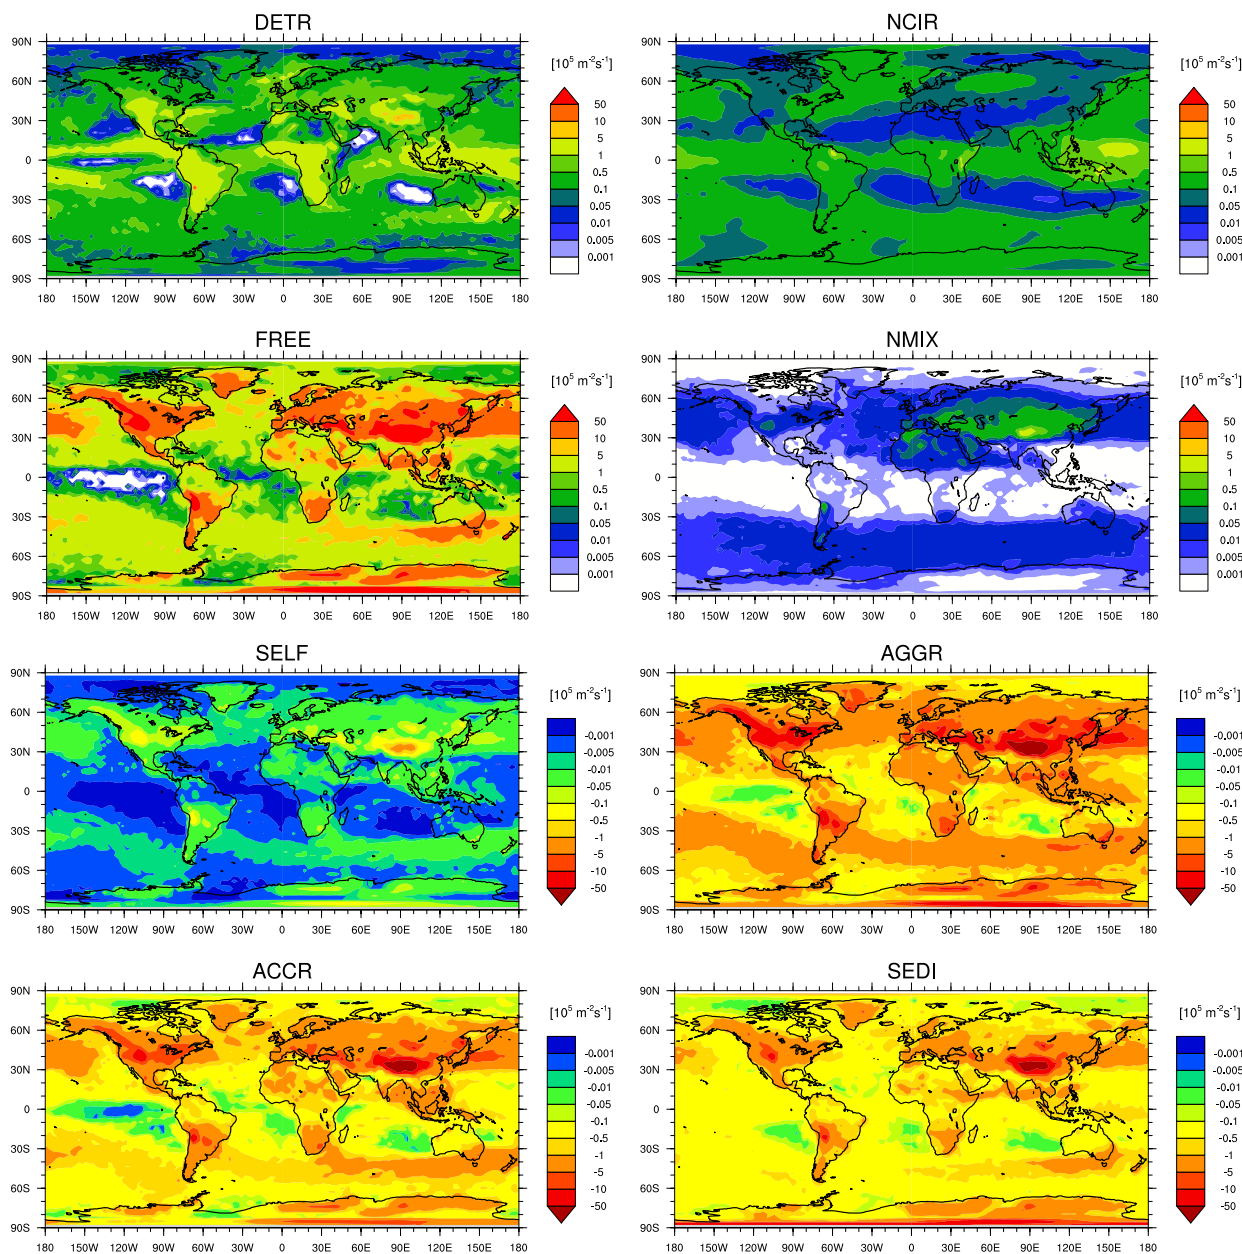 DETR
90N
60N
30N
0
30S
60S
90S
180 150W 120W 90W 60W 30W 0 30E 60E 90E 120E 150E 180
[10⁵ m⁻²s⁻¹]
50
10
5
1
0.5
0.1
0.05
0.01
0.005
0.001
NCIR
90N
60N
30N
0
30S
60S
90S
180 150W 120W 90W 60W 30W 0 30E 60E 90E 120E 150E 180
[10⁵ m⁻²s⁻¹]
50
10
5
1
0.5
0.1
0.05
0.01
0.005
0.001
FREE
90N
60N
30N
0
30S
60S
90S
180 150W 120W 90W 60W 30W 0 30E 60E 90E 120E 150E 180
[10⁵ m⁻²s⁻¹]
50
10
5
1
0.5
0.1
0.05
0.01
0.005
0.001
NMIX
90N
60N
30N
0
30S
60S
90S
180 150W 120W 90W 60W 30W 0 30E 60E 90E 120E 150E 180
[10⁵ m⁻²s⁻¹]
50
10
5
1
0.5
0.1
0.05
0.01
0.005
0.001
SELF
90N
60N
30N
0
30S
60S
90S
180 150W 120W 90W 60W 30W 0 30E 60E 90E 120E 150E 180
[10⁵ m⁻²s⁻¹]
-0.001
-0.005
-0.01
-0.05
-0.1
-0.5
-1
-5
-10
-50
AGGR
90N
60N
30N
0
30S
60S
90S
180 150W 120W 90W 60W 30W 0 30E 60E 90E 120E 150E 180
[10⁵ m⁻²s⁻¹]
-0.001
-0.005
-0.01
-0.05
-0.1
-0.5
-1
-5
-10
-50
ACCR
90N
60N
30N
0
30S
60S
90S
180 150W 120W 90W 60W 30W 0 30E 60E 90E 120E 150E 180
[10⁵ m⁻²s⁻¹]
-0.001
-0.005
-0.01
-0.05
-0.1
-0.5
-1
-5
-10
-50
SEDI
90N
60N
30N
0
30S
60S
90S
180 150W 120W 90W 60W 30W 0 30E 60E 90E 120E 150E 180
[10⁵ m⁻²s⁻¹]
-0.001
-0.005
-0.01
-0.05
-0.1
-0.5
-1
-5
-10
-50